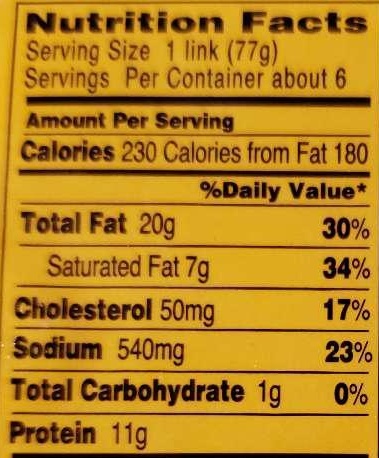 Nutrition Facts
Serving Size 1 link (77g)
Servings Per Container about 6
Amount Per Serving
Calories 230 Calories from Fat 180
%Daily Value*
Total Fat 20g 30%
Saturated Fat 7g 34%
Cholesterol 50mg 17%
Sodium 540mg 23%
Total Carbohydrate 1g 0%
Protein 11g